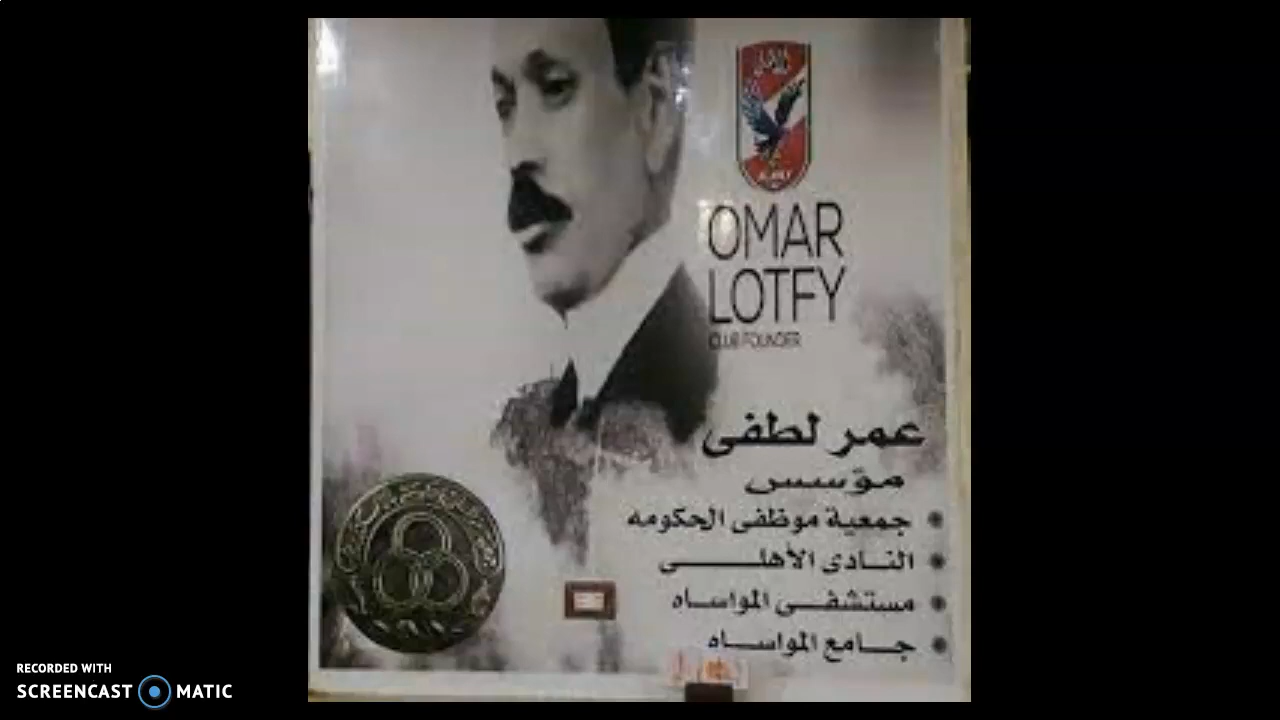 الأهلي
OMAR
LOTFY
CLUB FOUNDER
عمر لطفى
مؤسس
جمعية موظفى الحكومه
النادى الأهلى
مستشفى المواساه
جامع المواساه
RECORDED WITH
SCREENCAST MATIC